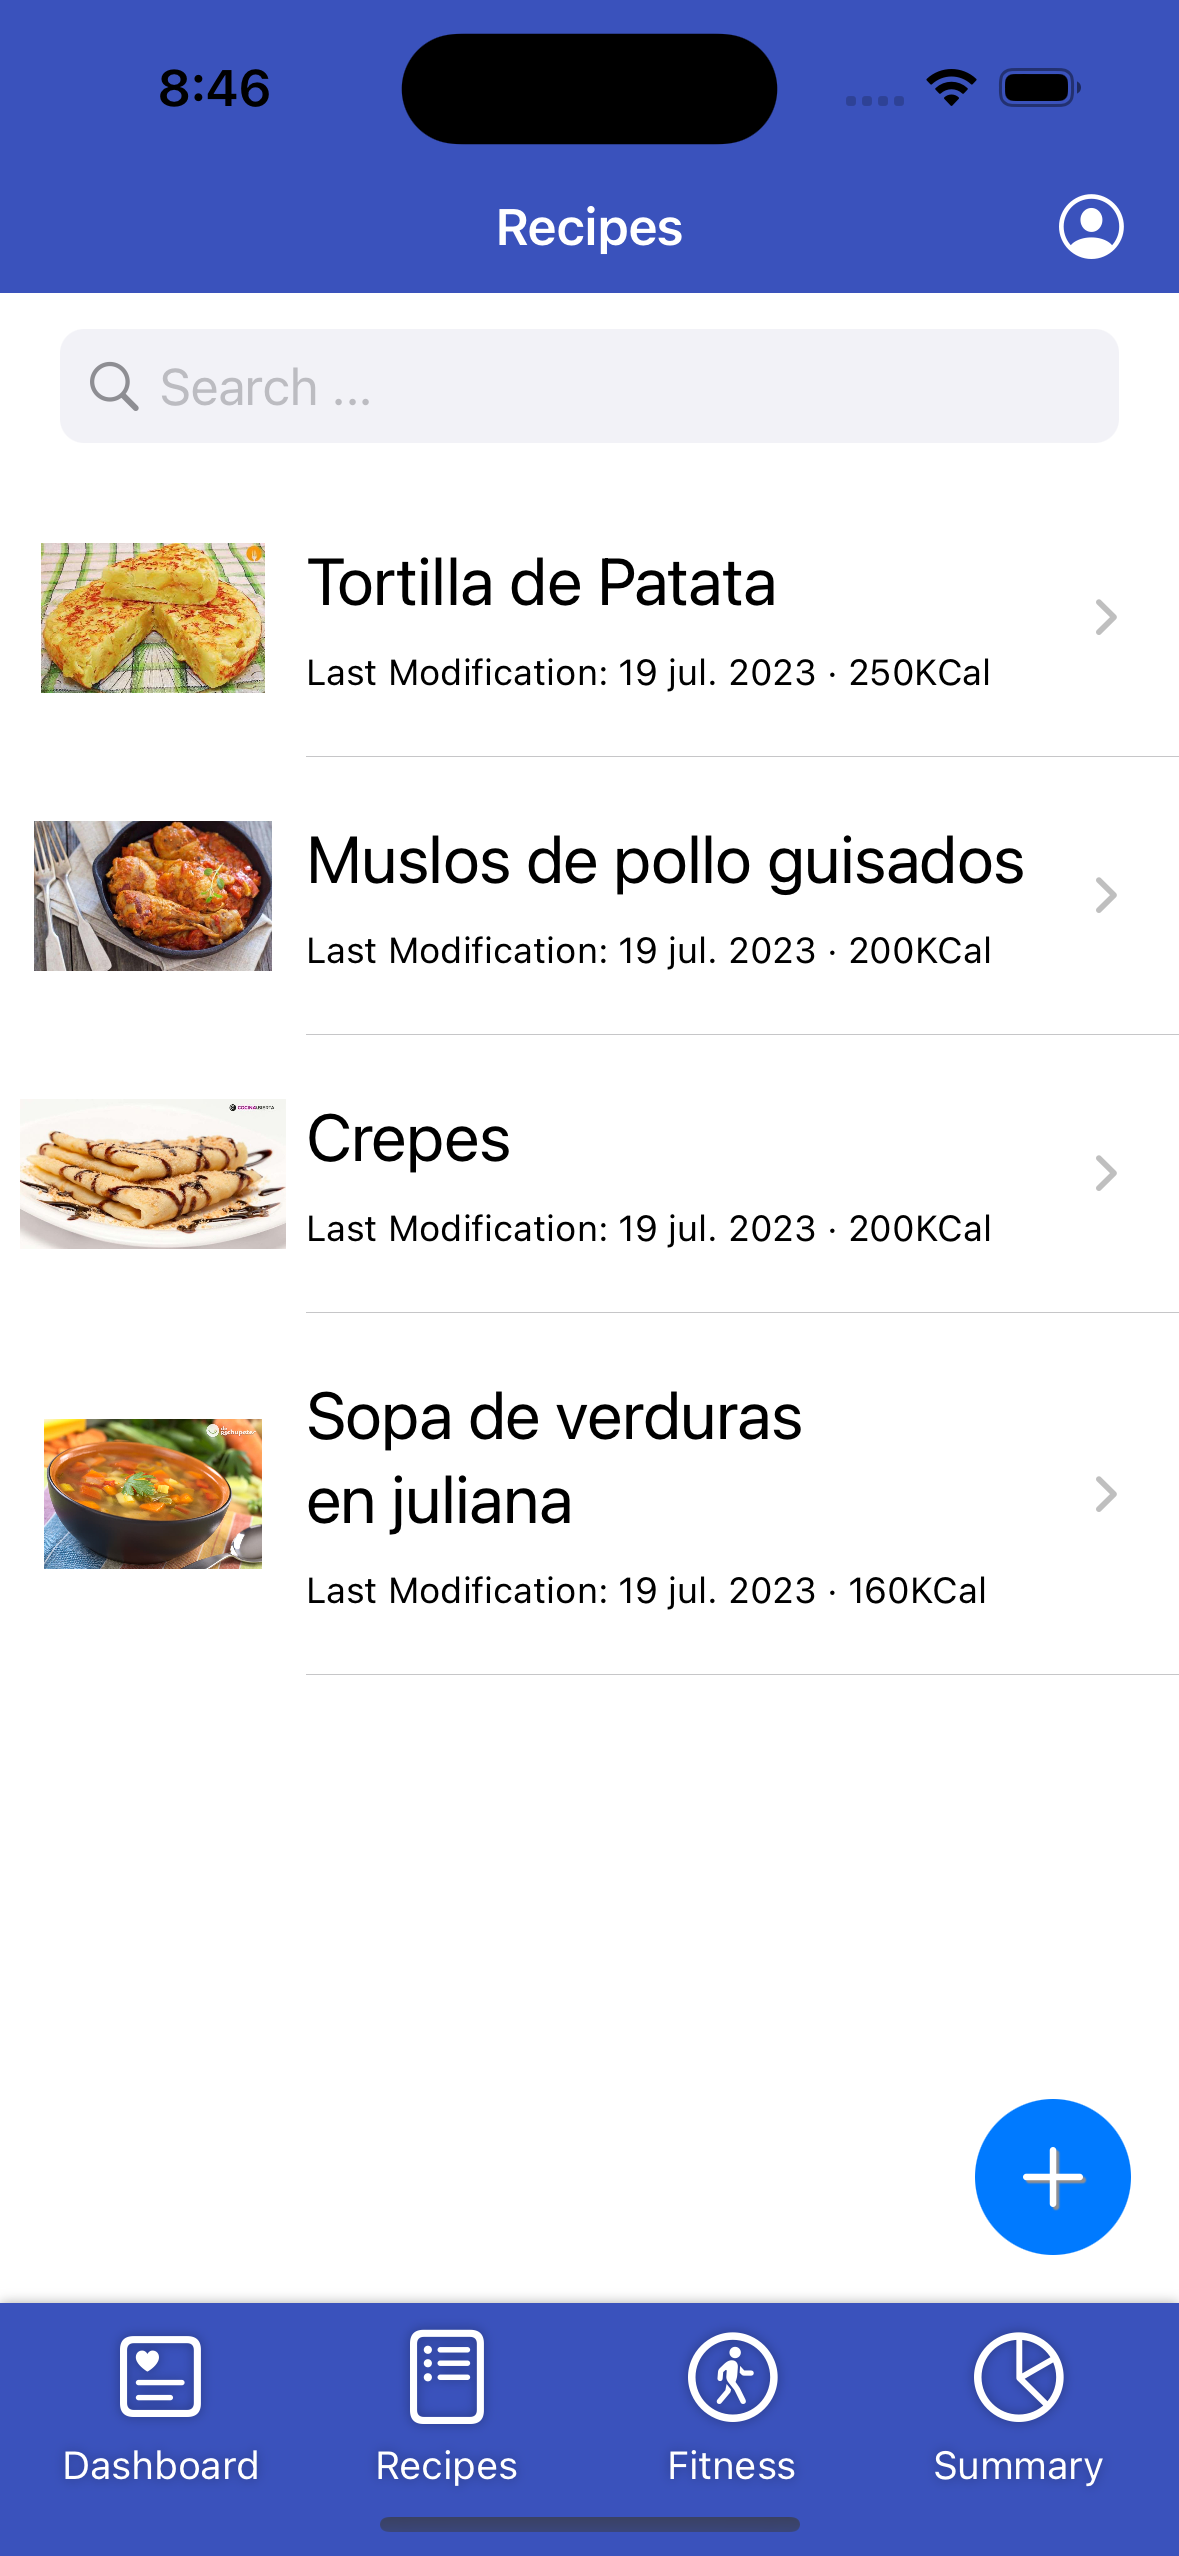 8:46
Recipes
Search ...
Tortilla de Patata
Last Modification: 19 jul. 2023 · 250KCal
Muslos de pollo guisados
Last Modification: 19 jul. 2023 · 200KCal
COCINABIERTA
Crepes
Last Modification: 19 jul. 2023 · 200KCal
Sopa de verduras
en juliana
Last Modification: 19 jul. 2023 · 160KCal
Dashboard
Recipes
Fitness
Summary